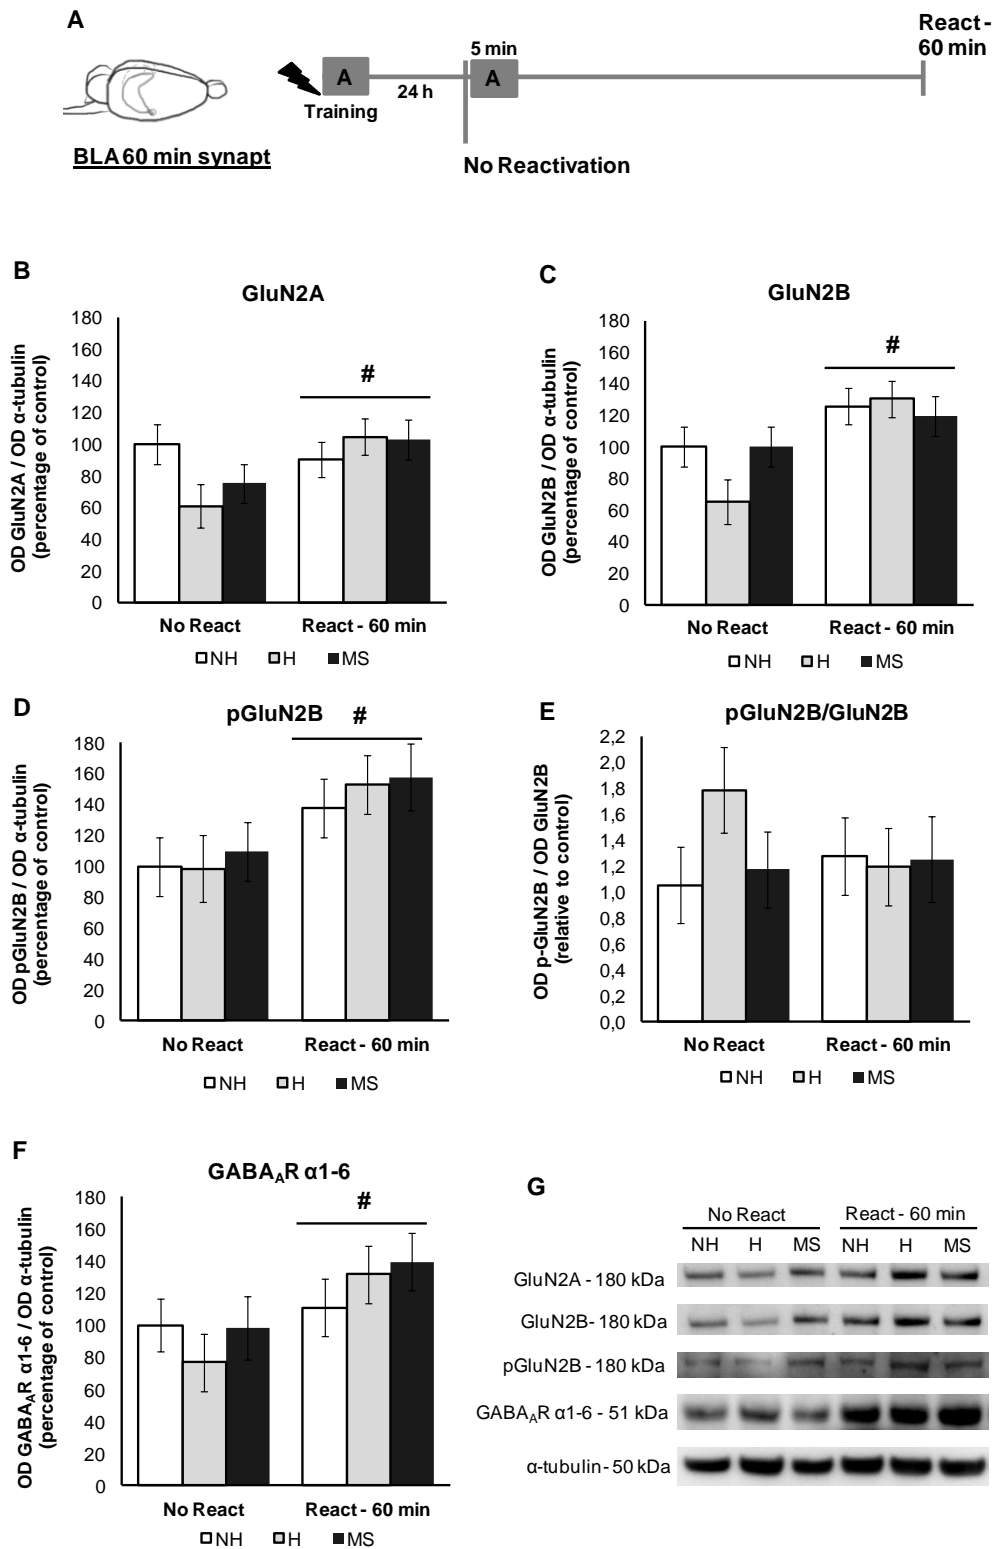 A
React -
60 min
5 min
A
A
24 h
Training
BLA 60 min synapt
No Reactivation
B
GluN2A
OD GluN2A / OD α-tubulin
(percentage of control)
180
160
140
120
100
80
60
40
20
0
#
No React
React - 60 min
NH
H
MS
C
GluN2B
OD GluN2B / OD α-tubulin
(percentage of control)
180
160
140
120
100
80
60
40
20
0
#
No React
React - 60 min
NH
H
MS
D
pGluN2B
OD pGluN2B / OD α-tubulin
(percentage of control)
180
160
140
120
100
80
60
40
20
0
#
No React
React - 60 min
NH
H
MS
E
pGluN2B/GluN2B
OD p-GluN2B / OD GluN2B
(relative to control)
2,2
2,0
1,8
1,6
1,4
1,2
1,0
0,8
0,6
0,4
0,2
0,0
No React
React - 60 min
NH
H
MS
F
GABAAR α1-6
OD GABAAR α1-6 / OD α-tubulin
(percentage of control)
180
160
140
120
100
80
60
40
20
0
#
No React
React - 60 min
NH
H
MS
G
No React
React - 60 min
NH H MS NH H MS
GluN2A - 180 kDa
GluN2B- 180 kDa
pGluN2B - 180 kDa
GABAAR α1-6 - 51 kDa
α-tubulin- 50 kDa